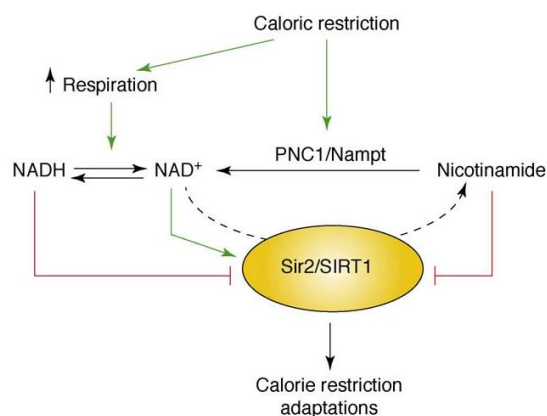 Caloric restriction
Respiration
PNC1/Nampt
NADH
NAD⁺
Nicotinamide
Sir2/SIRT1
Calorie restriction
adaptations